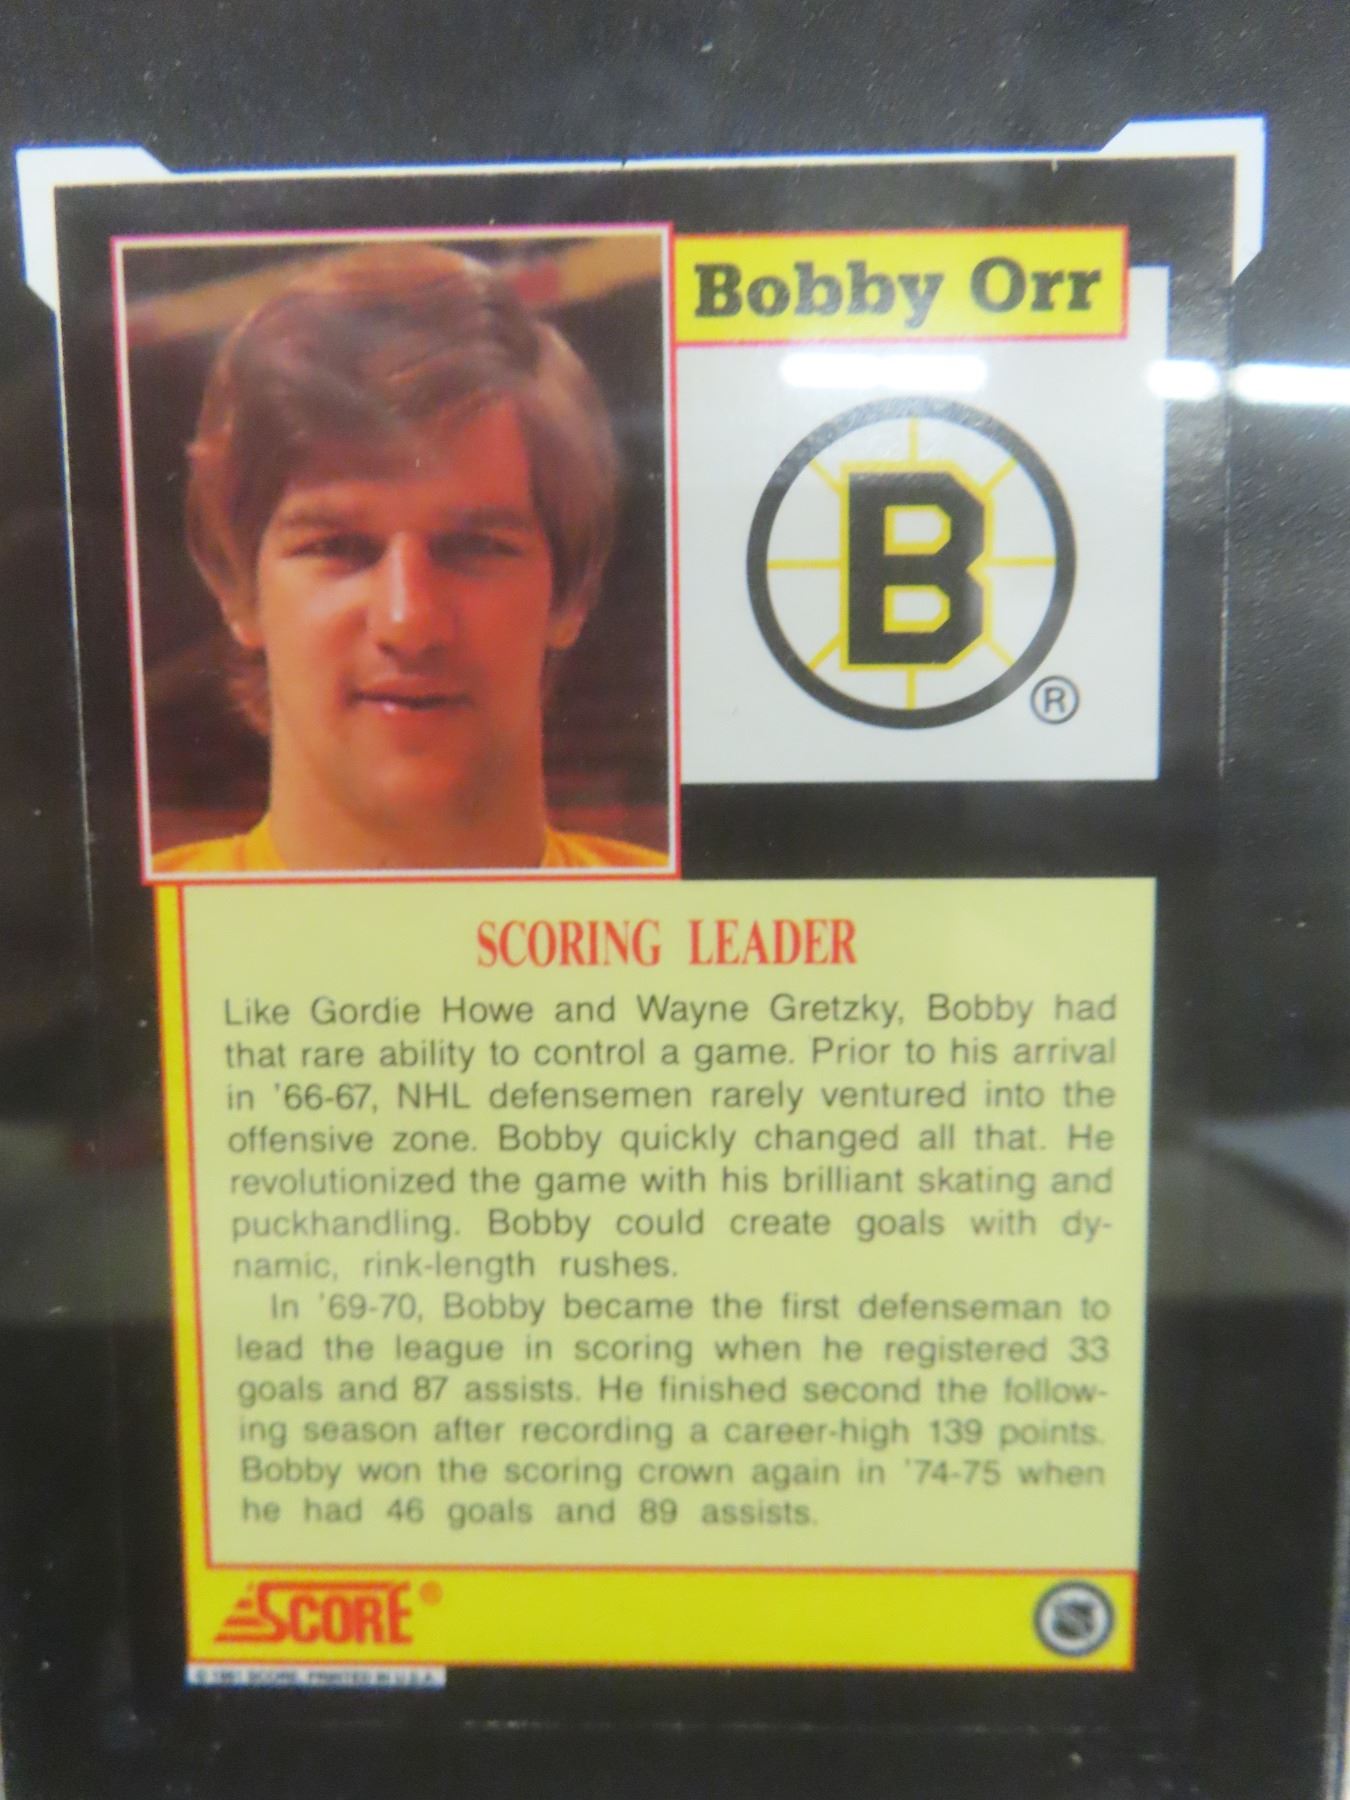 Bobby Orr
B
®
SCORING LEADER
Like Gordie Howe and Wayne Gretzky, Bobby had
that rare ability to control a game. Prior to his arrival
in '66-67, NHL defensemen rarely ventured into the
offensive zone. Bobby quickly changed all that. He
revolutionized the game with his brilliant skating and
puckhandling. Bobby could create goals with dy-
namic, rink-length rushes.
In '69-70, Bobby became the first defenseman to
lead the league in scoring when he registered 33
goals and 87 assists. He finished second the follow-
ing season after recording a career-high 139 points.
Bobby won the scoring crown again in '74-75 when
he had 46 goals and 89 assists.
SCORE®
© 1991 SCORE, PRINTED IN U.S.A.